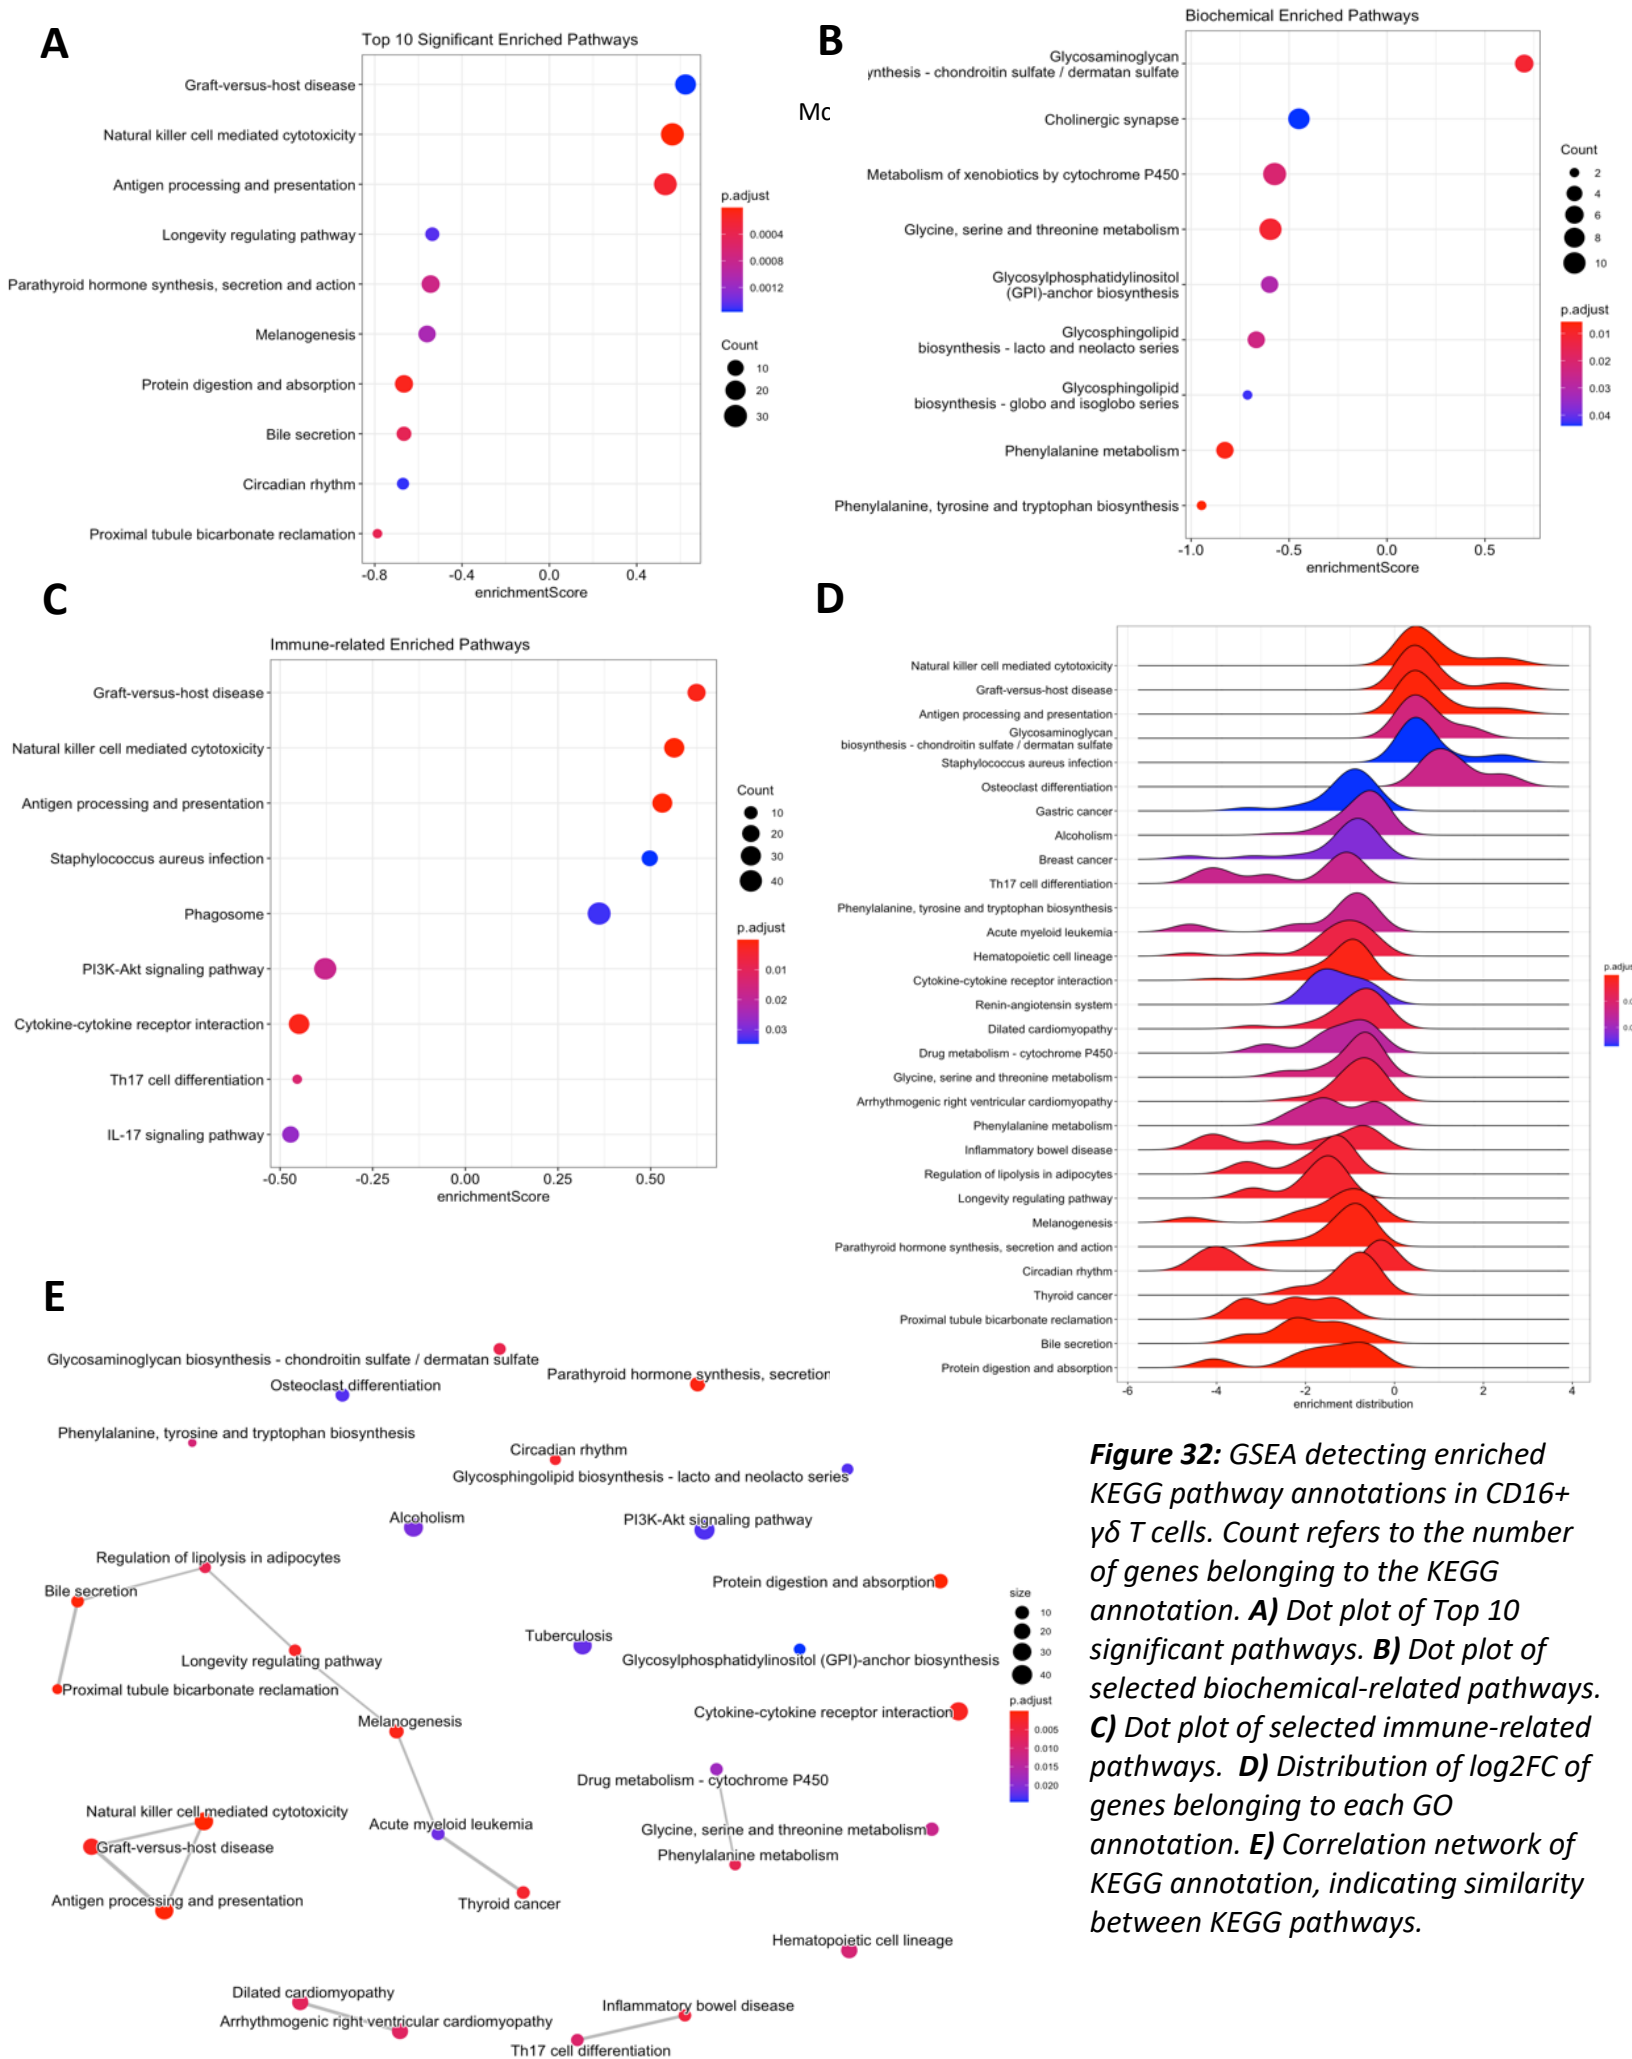 A
Top 10 Significant Enriched Pathways
Graft-versus-host disease
Natural killer cell mediated cytotoxicity
Antigen processing and presentation
Longevity regulating pathway
Parathyroid hormone synthesis, secretion and action
Melanogenesis
Protein digestion and absorption
Bile secretion
Circadian rhythm
Proximal tubule bicarbonate reclamation
-0.8 -0.4 0.0 0.4
enrichmentScore
p.adjust
0.0004
0.0008
0.0012
Count
10
20
30
Mo
B
Biochemical Enriched Pathways
Glycosaminoglycan
ynthesis - chondroitin sulfate / dermatan sulfate
Cholinergic synapse
Metabolism of xenobiotics by cytochrome P450
Glycine, serine and threonine metabolism
Glycosylphosphatidylinositol
(GPI)-anchor biosynthesis
Glycosphingolipid
biosynthesis - lacto and neolacto series
Glycosphingolipid
biosynthesis - globo and isoglobo series
Phenylalanine metabolism
Phenylalanine, tyrosine and tryptophan biosynthesis
-1.0 -0.5 0.0 0.5
enrichmentScore
Count
2
4
6
8
10
p.adjust
0.01
0.02
0.03
0.04
C
Immune-related Enriched Pathways
Graft-versus-host disease
Natural killer cell mediated cytotoxicity
Antigen processing and presentation
Staphylococcus aureus infection
Phagosome
PI3K-Akt signaling pathway
Cytokine-cytokine receptor interaction
Th17 cell differentiation
IL-17 signaling pathway
-0.50 -0.25 0.00 0.25 0.50
enrichmentScore
Count
10
20
30
40
p.adjust
0.01
0.02
0.03
D
Natural killer cell mediated cytotoxicity
Graft-versus-host disease
Antigen processing and presentation
Glycosaminoglycan
biosynthesis - chondroitin sulfate / dermatan sulfate
Staphylococcus aureus infection
Osteoclast differentiation
Gastric cancer
Alcoholism
Breast cancer
Th17 cell differentiation
Phenylalanine, tyrosine and tryptophan biosynthesis
Acute myeloid leukemia
Hematopoietic cell lineage
Cytokine-cytokine receptor interaction
Renin-angiotensin system
Dilated cardiomyopathy
Drug metabolism - cytochrome P450
Glycine, serine and threonine metabolism
Arrhythmogenic right ventricular cardiomyopathy
Phenylalanine metabolism
Inflammatory bowel disease
Regulation of lipolysis in adipocytes
Longevity regulating pathway
Melanogenesis
Parathyroid hormone synthesis, secretion and action
Circadian rhythm
Thyroid cancer
Proximal tubule bicarbonate reclamation
Bile secretion
Protein digestion and absorption
-6 -4 -2 0 2 4
enrichment distribution
E
Glycosaminoglycan biosynthesis - chondroitin sulfate / dermatan sulfate
Parathyroid hormone synthesis, secretion
Osteoclast differentiation
Phenylalanine, tyrosine and tryptophan biosynthesis
Circadian rhythm
Glycosphingolipid biosynthesis - lacto and neolacto series
Alcoholism
PI3K-Akt signaling pathway
Regulation of lipolysis in adipocytes
Bile secretion
Protein digestion and absorption
Tuberculosis
Longevity regulating pathway
Glycosylphosphatidylinositol (GPI)-anchor biosynthesis
Proximal tubule bicarbonate reclamation
Cytokine-cytokine receptor interaction
Melanogenesis
Drug metabolism - cytochrome P450
Natural killer cell mediated cytotoxicity
Acute myeloid leukemia
Glycine, serine and threonine metabolism
Graft-versus-host disease
Phenylalanine metabolism
Antigen processing and presentation
Thyroid cancer
Hematopoietic cell lineage
Dilated cardiomyopathy
Inflammatory bowel disease
Arrhythmogenic right ventricular cardiomyopathy
Th17 cell differentiation
size
10
20
30
40
p.adjust
0.005
0.010
0.015
0.020
Figure 32: GSEA detecting enriched
KEGG pathway annotations in CD16+
γδ T cells. Count refers to the number
of genes belonging to the KEGG
annotation. A) Dot plot of Top 10
significant pathways. B) Dot plot of
selected biochemical-related pathways.
C) Dot plot of selected immune-related
pathways. D) Distribution of log2FC of
genes belonging to each GO
annotation. E) Correlation network of
KEGG annotation, indicating similarity
between KEGG pathways.